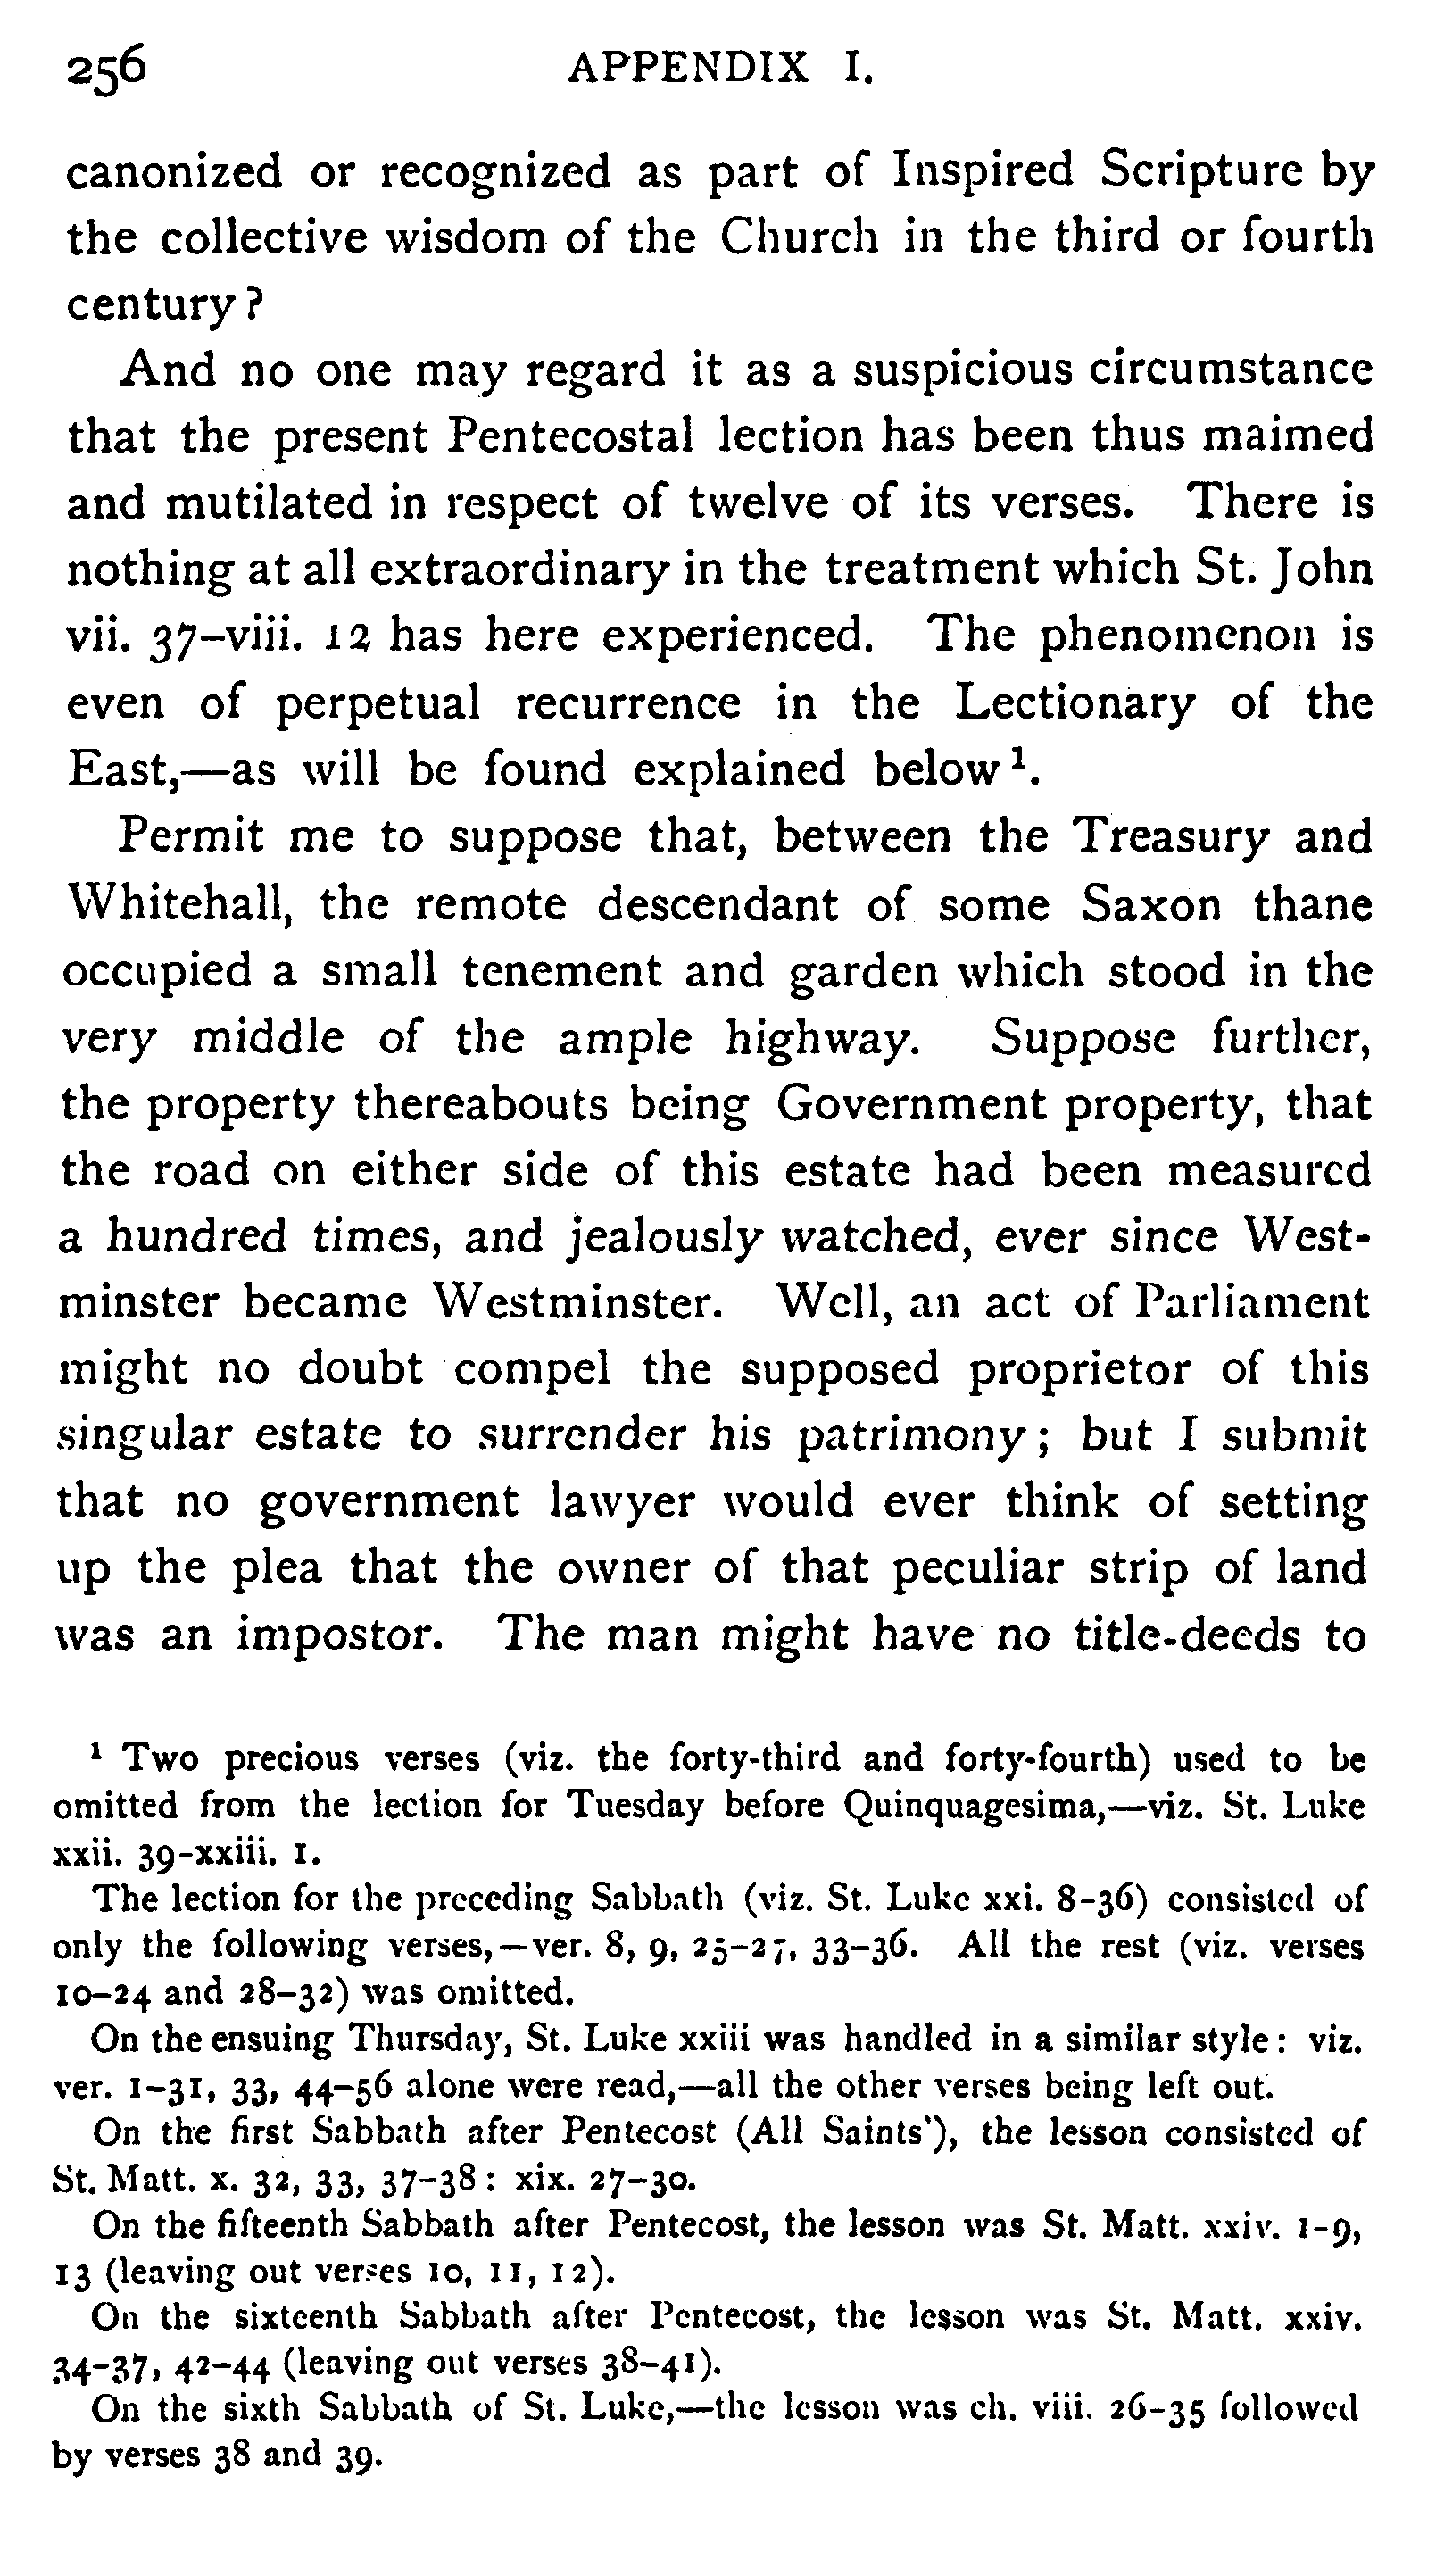 256 APPENDIX I.
canonized or recognized as part of Inspired Scripture by
the collective wisdom of the Church in the third or fourth
century?
And no one may regard it as a suspicious circumstance
that the present Pentecostal lection has been thus maimed
and mutilated in respect of twelve of its verses. There is
nothing at all extraordinary in the treatment which St. John
vii. 37–viii. 12 has here experienced. The phenomenon is
even of perpetual recurrence in the Lectionary of the
East,—as will be found explained below¹.
Permit me to suppose that, between the Treasury and
Whitehall, the remote descendant of some Saxon thane
occupied a small tenement and garden which stood in the
very middle of the ample highway. Suppose further,
the property thereabouts being Government property, that
the road on either side of this estate had been measured
a hundred times, and jealously watched, ever since West-
minster became Westminster. Well, an act of Parliament
might no doubt compel the supposed proprietor of this
singular estate to surrender his patrimony; but I submit
that no government lawyer would ever think of setting
up the plea that the owner of that peculiar strip of land
was an impostor. The man might have no title-deeds to
¹ Two precious verses (viz. the forty-third and forty-fourth) used to be
omitted from the lection for Tuesday before Quinquagesima,—viz. St. Luke
xxii. 39–xxiii. 1.
The lection for the preceding Sabbath (viz. St. Luke xxi. 8–36) consisted of
only the following verses,—ver. 8, 9, 25–27, 33–36. All the rest (viz. verses
10–24 and 28–32) was omitted.
On the ensuing Thursday, St. Luke xxiii was handled in a similar style: viz.
ver. 1–31, 33, 44–56 alone were read,—all the other verses being left out.
On the first Sabbath after Pentecost (All Saints'), the lesson consisted of
St. Matt. x. 32, 33, 37–38: xix. 27–30.
On the fifteenth Sabbath after Pentecost, the lesson was St. Matt. xxiv. 1–9,
13 (leaving out verses 10, 11, 12).
On the sixteenth Sabbath after Pentecost, the lesson was St. Matt. xxiv.
34–37, 42–44 (leaving out verses 38–41).
On the sixth Sabbath of St. Luke,—the lesson was ch. viii. 26–35 followed
by verses 38 and 39.